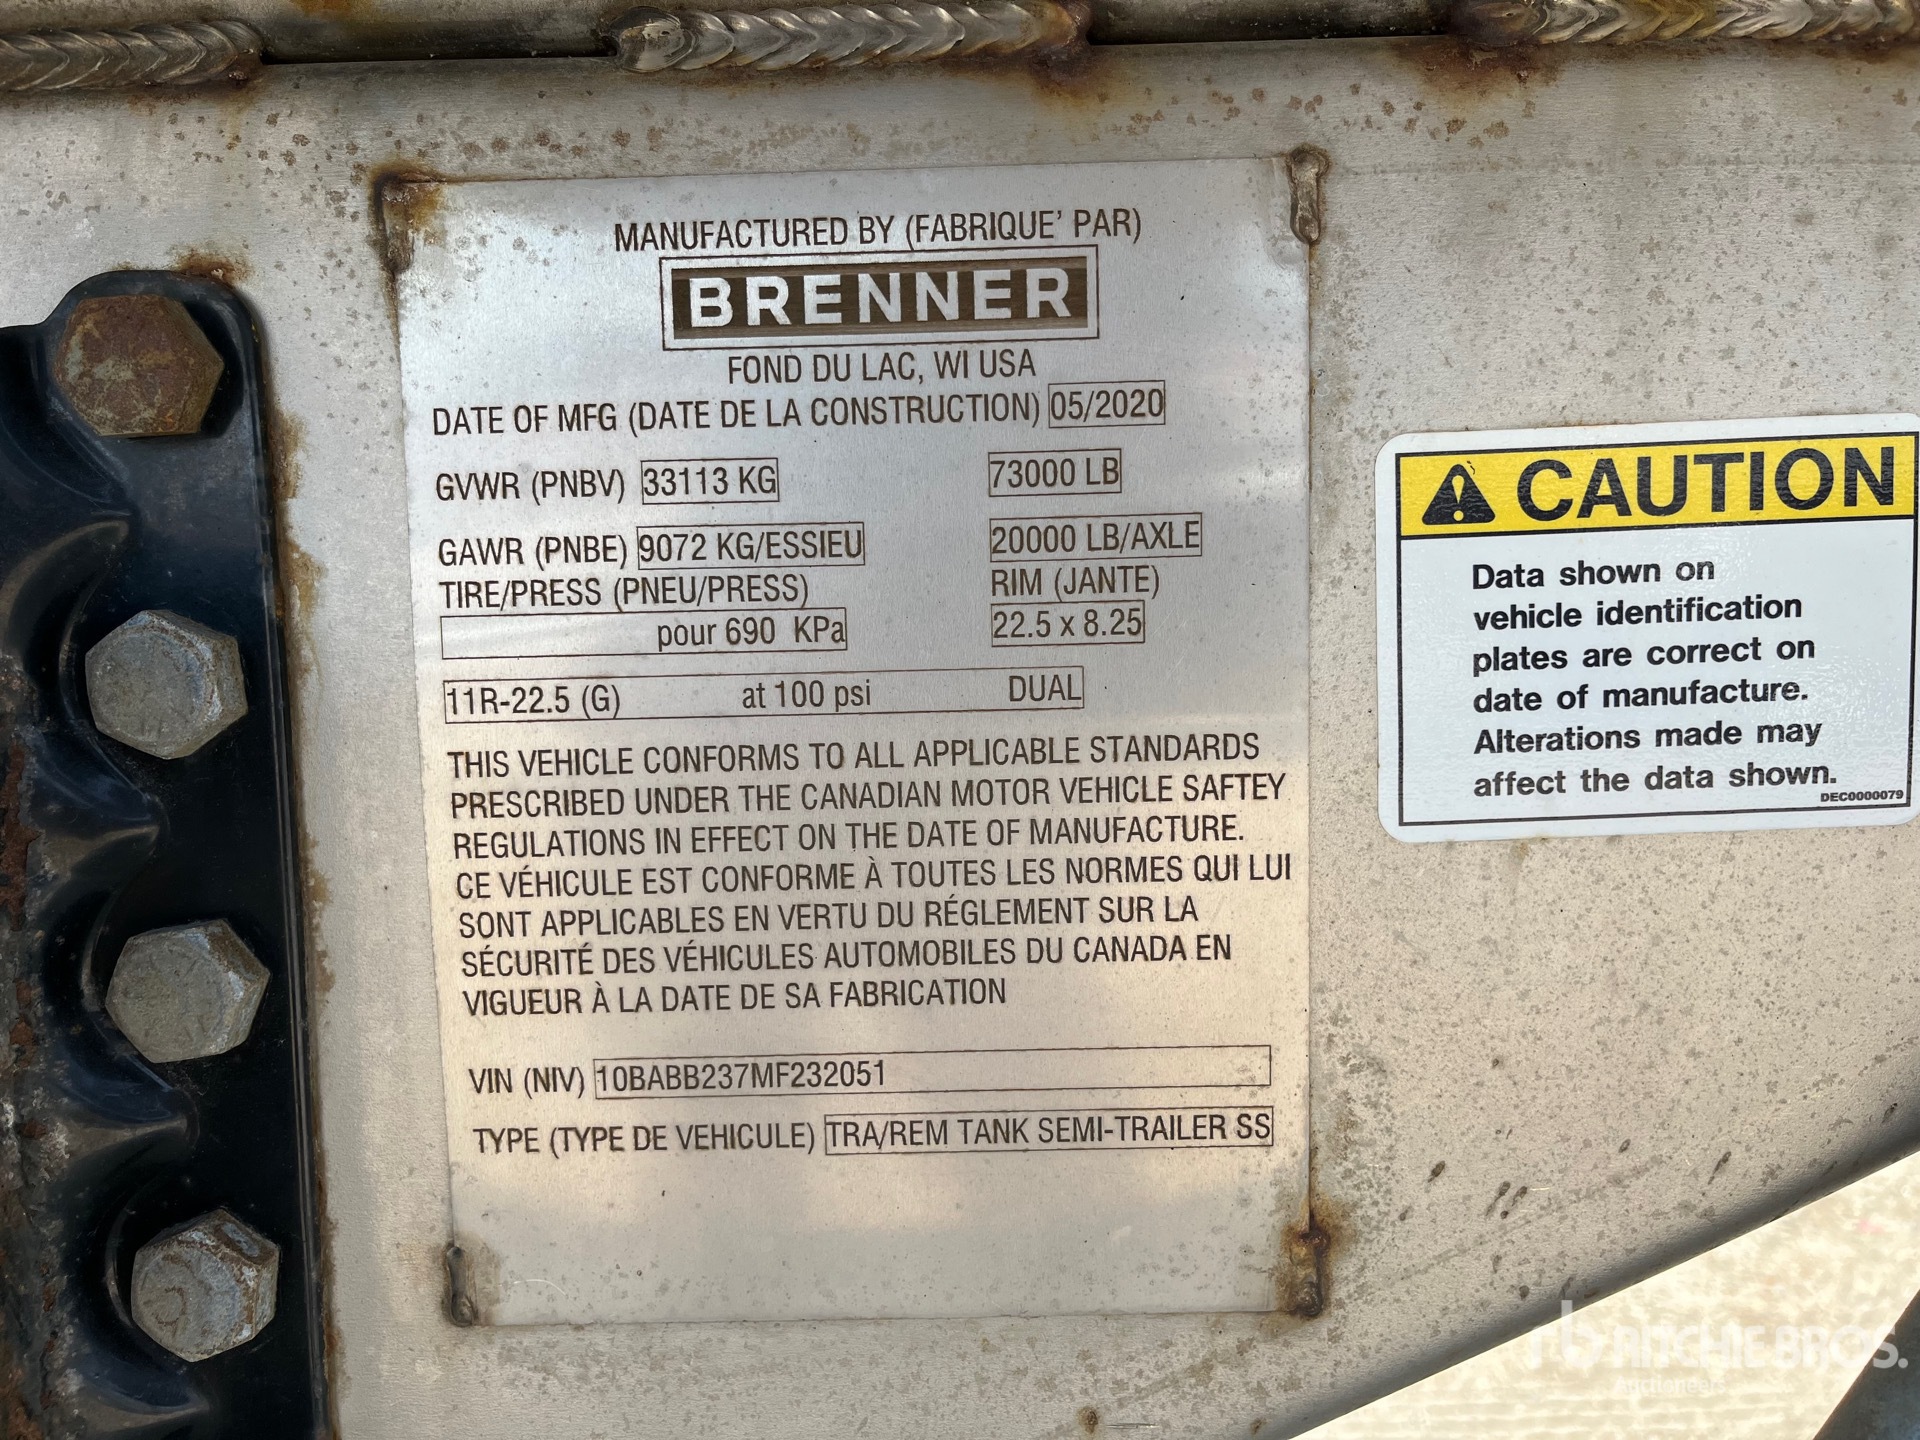 MANUFACTURED BY (FABRIQUE' PAR)
BRENNER
FOND DU LAC, WI USA
DATE OF MFG (DATE DE LA CONSTRUCTION) 05/2020
GVWR (PNBV) 33113 KG 73000 LB
GAWR (PNBE) 9072 KG/ESSIEU 20000 LB/AXLE
TIRE/PRESS (PNEU/PRESS) RIM (JANTE)
pour 690 KPa 22.5 x 8.25
11R-22.5 (G) at 100 psi DUAL
THIS VEHICLE CONFORMS TO ALL APPLICABLE STANDARDS
PRESCRIBED UNDER THE CANADIAN MOTOR VEHICLE SAFTEY
REGULATIONS IN EFFECT ON THE DATE OF MANUFACTURE.
CE VÉHICULE EST CONFORME À TOUTES LES NORMES QUI LUI
SONT APPLICABLES EN VERTU DU RÉGLEMENT SUR LA
SÉCURITÉ DES VÉHICULES AUTOMOBILES DU CANADA EN
VIGUEUR À LA DATE DE SA FABRICATION
VIN (NIV) 10BABB237MF232051
TYPE (TYPE DE VEHICULE) TRA/REM TANK SEMI-TRAILER SS
CAUTION
Data shown on
vehicle identification
plates are correct on
date of manufacture.
Alterations made may
affect the data shown.
DEC0000079
rb RITCHIE BROS.
Auctioneers